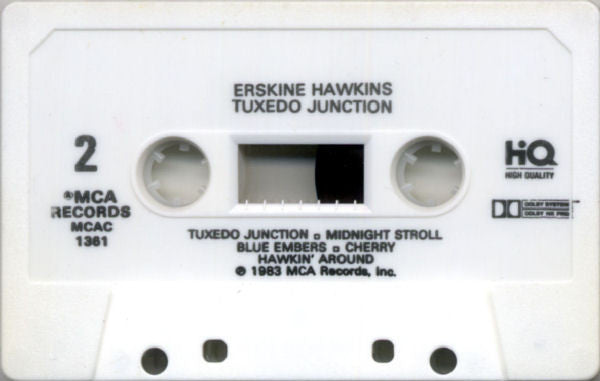 ERSKINE HAWKINS
TUXEDO JUNCTION
2
HiQ
HIGH QUALITY
®MCA
RECORDS
MCAC
1361
DOLBY SYSTEM
DOLBY HX PRO
TUXEDO JUNCTION ▫ MIDNIGHT STROLL
BLUE EMBERS ▫ CHERRY
HAWKIN' AROUND
℗ 1983 MCA Records, Inc.